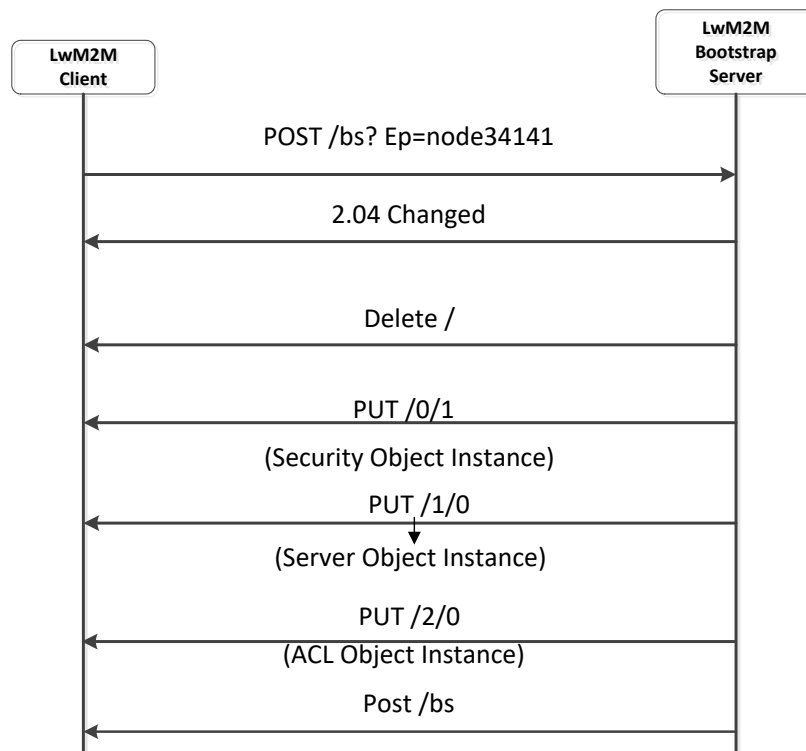 LwM2M
Client
LwM2M
Bootstrap
Server
POST /bs? Ep=node34141
2.04 Changed
Delete /
PUT /0/1
(Security Object Instance)
PUT /1/0
(Server Object Instance)
PUT /2/0
(ACL Object Instance)
Post /bs